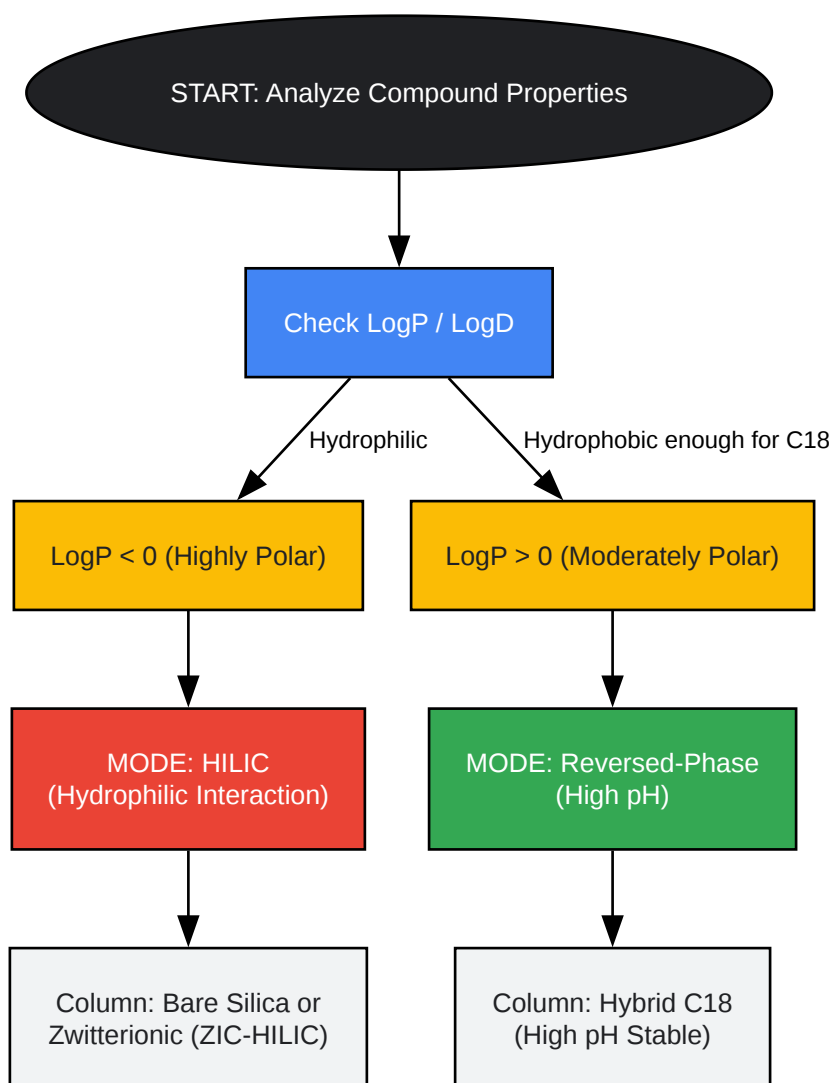 START: Analyze Compound Properties
Check LogP / LogD
Hydrophilic
Hydrophobic enough for C18
LogP < 0 (Highly Polar)
LogP > 0 (Moderately Polar)
MODE: HILIC
(Hydrophilic Interaction)
MODE: Reversed-Phase
(High pH)
Column: Bare Silica or
Zwitterionic (ZIC-HILIC)
Column: Hybrid C18
(High pH Stable)